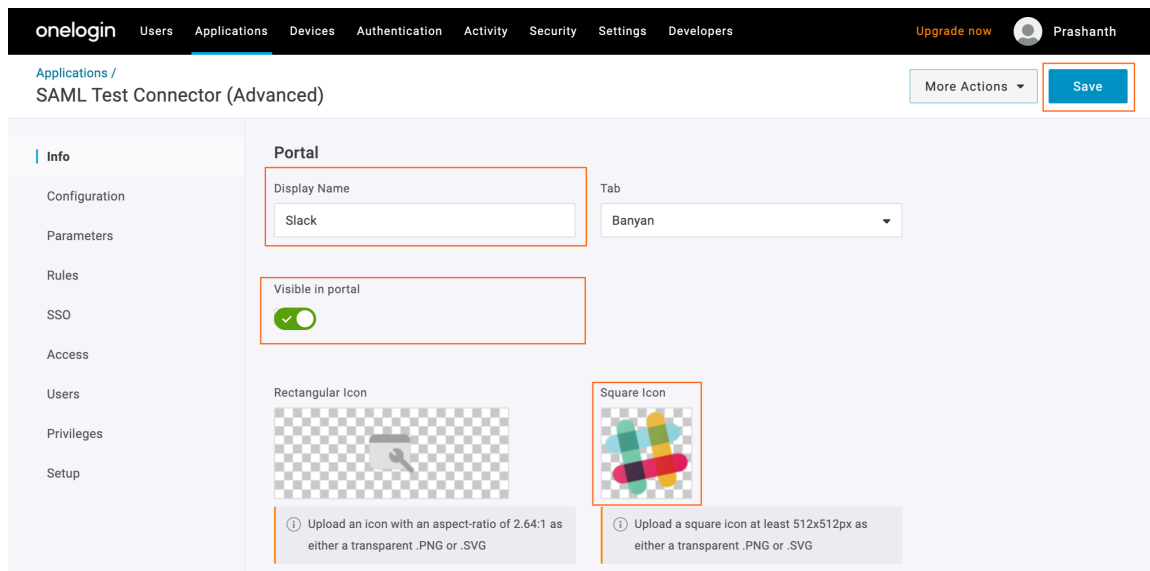 onelogin Users Applications Devices Authentication Activity Security Settings Developers Upgrade now Prashanth
Applications /
SAML Test Connector (Advanced)
More Actions
Save
Info
Configuration
Parameters
Rules
SSO
Access
Users
Privileges
Setup
Portal
Display Name
Slack
Tab
Banyan
Visible in portal
Rectangular Icon
Upload an icon with an aspect-ratio of 2.64:1 as
either a transparent .PNG or .SVG
Square Icon
Upload a square icon at least 512x512px as
either a transparent .PNG or .SVG